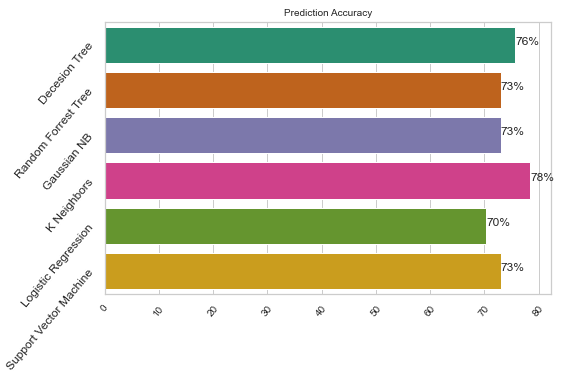 Prediction Accuracy
Decesion Tree
76%
Random Forrest Tree
73%
Gaussian NB
73%
K Neighbors
78%
Logistic Regression
70%
Support Vector Machine
73%
0
10
20
30
40
50
60
70
80